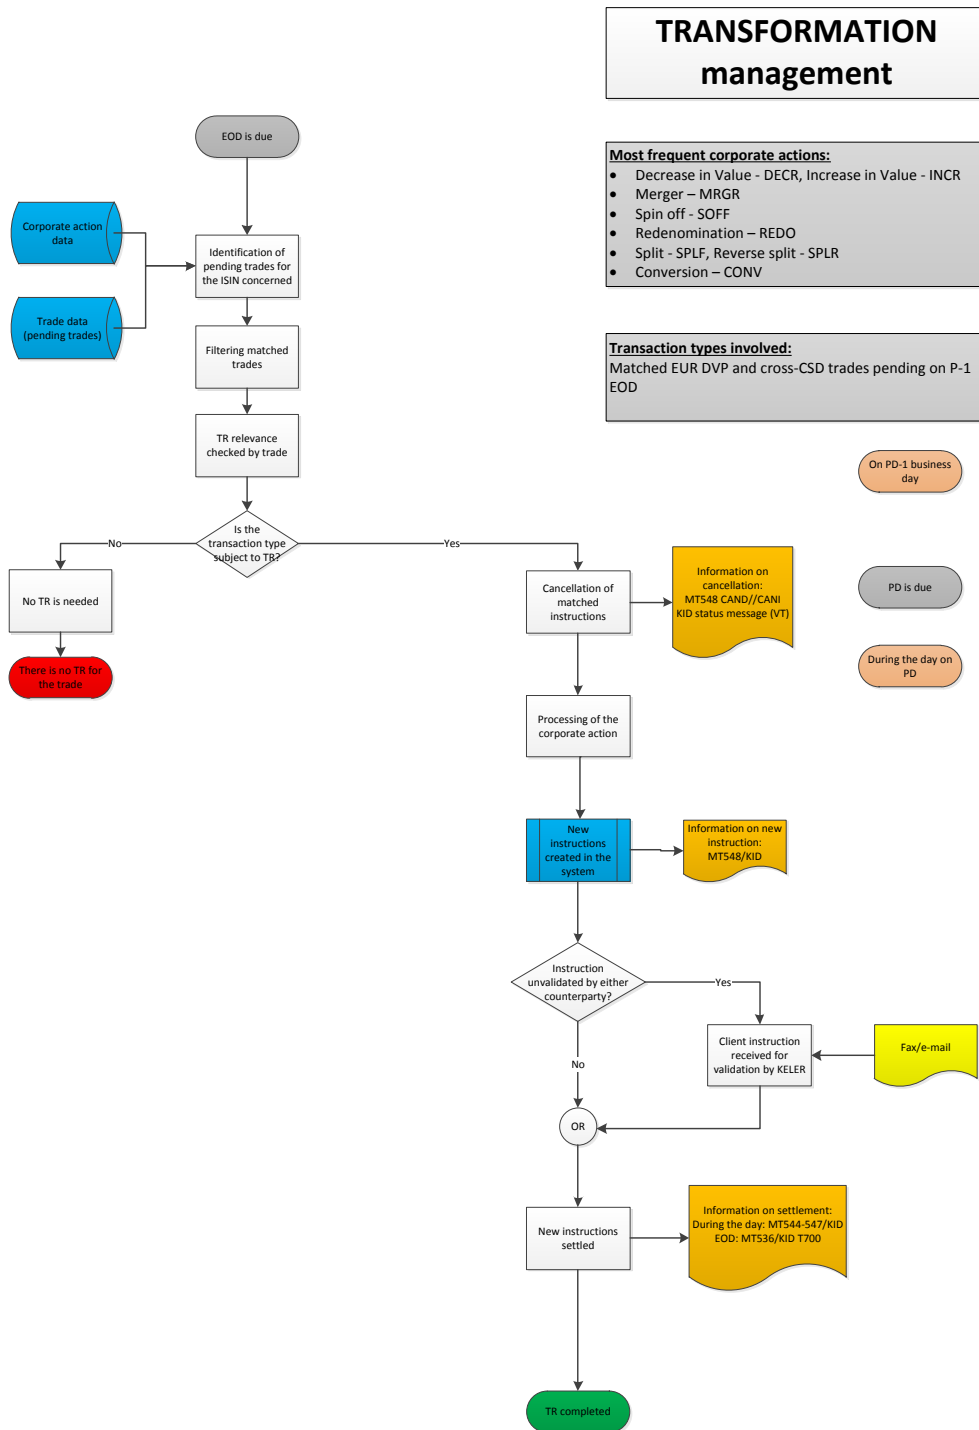 TRANSFORMATION
management
EOD is due
Most frequent corporate actions:
• Decrease in Value - DECR, Increase in Value - INCR
• Merger – MRGR
• Spin off - SOFF
• Redenomination – REDO
• Split - SPLF, Reverse split - SPLR
• Conversion – CONV
Corporate action
data
Identification of
pending trades for
the ISIN concerned
Trade data
(pending trades)
Filtering matched
trades
Transaction types involved:
Matched EUR DVP and cross-CSD trades pending on P-1
EOD
TR relevance
checked by trade
On PD-1 business
day
Is the
transaction type
subject to TR?
No
Yes
No TR is needed
Cancellation of
matched
instructions
Information on
cancellation:
MT548 CAND//CANI
KID status message (VT)
PD is due
There is no TR for
the trade
During the day on
PD
Processing of the
corporate action
New
instructions
created in the
system
Information on new
instruction:
MT548/KID
Instruction
unvalidated by either
counterparty?
Yes
No
Client instruction
received for
validation by KELER
Fax/e-mail
OR
New instructions
settled
Information on settlement:
During the day: MT544-547/KID
EOD: MT536/KID T700
TR completed